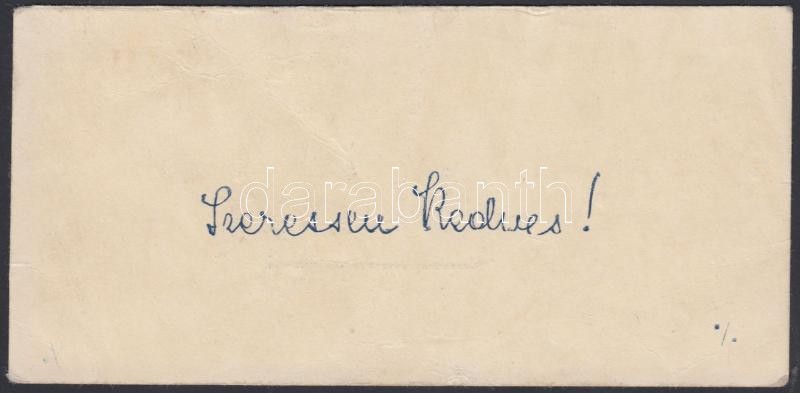 Szeressen Kedves!
darabanth
·/.